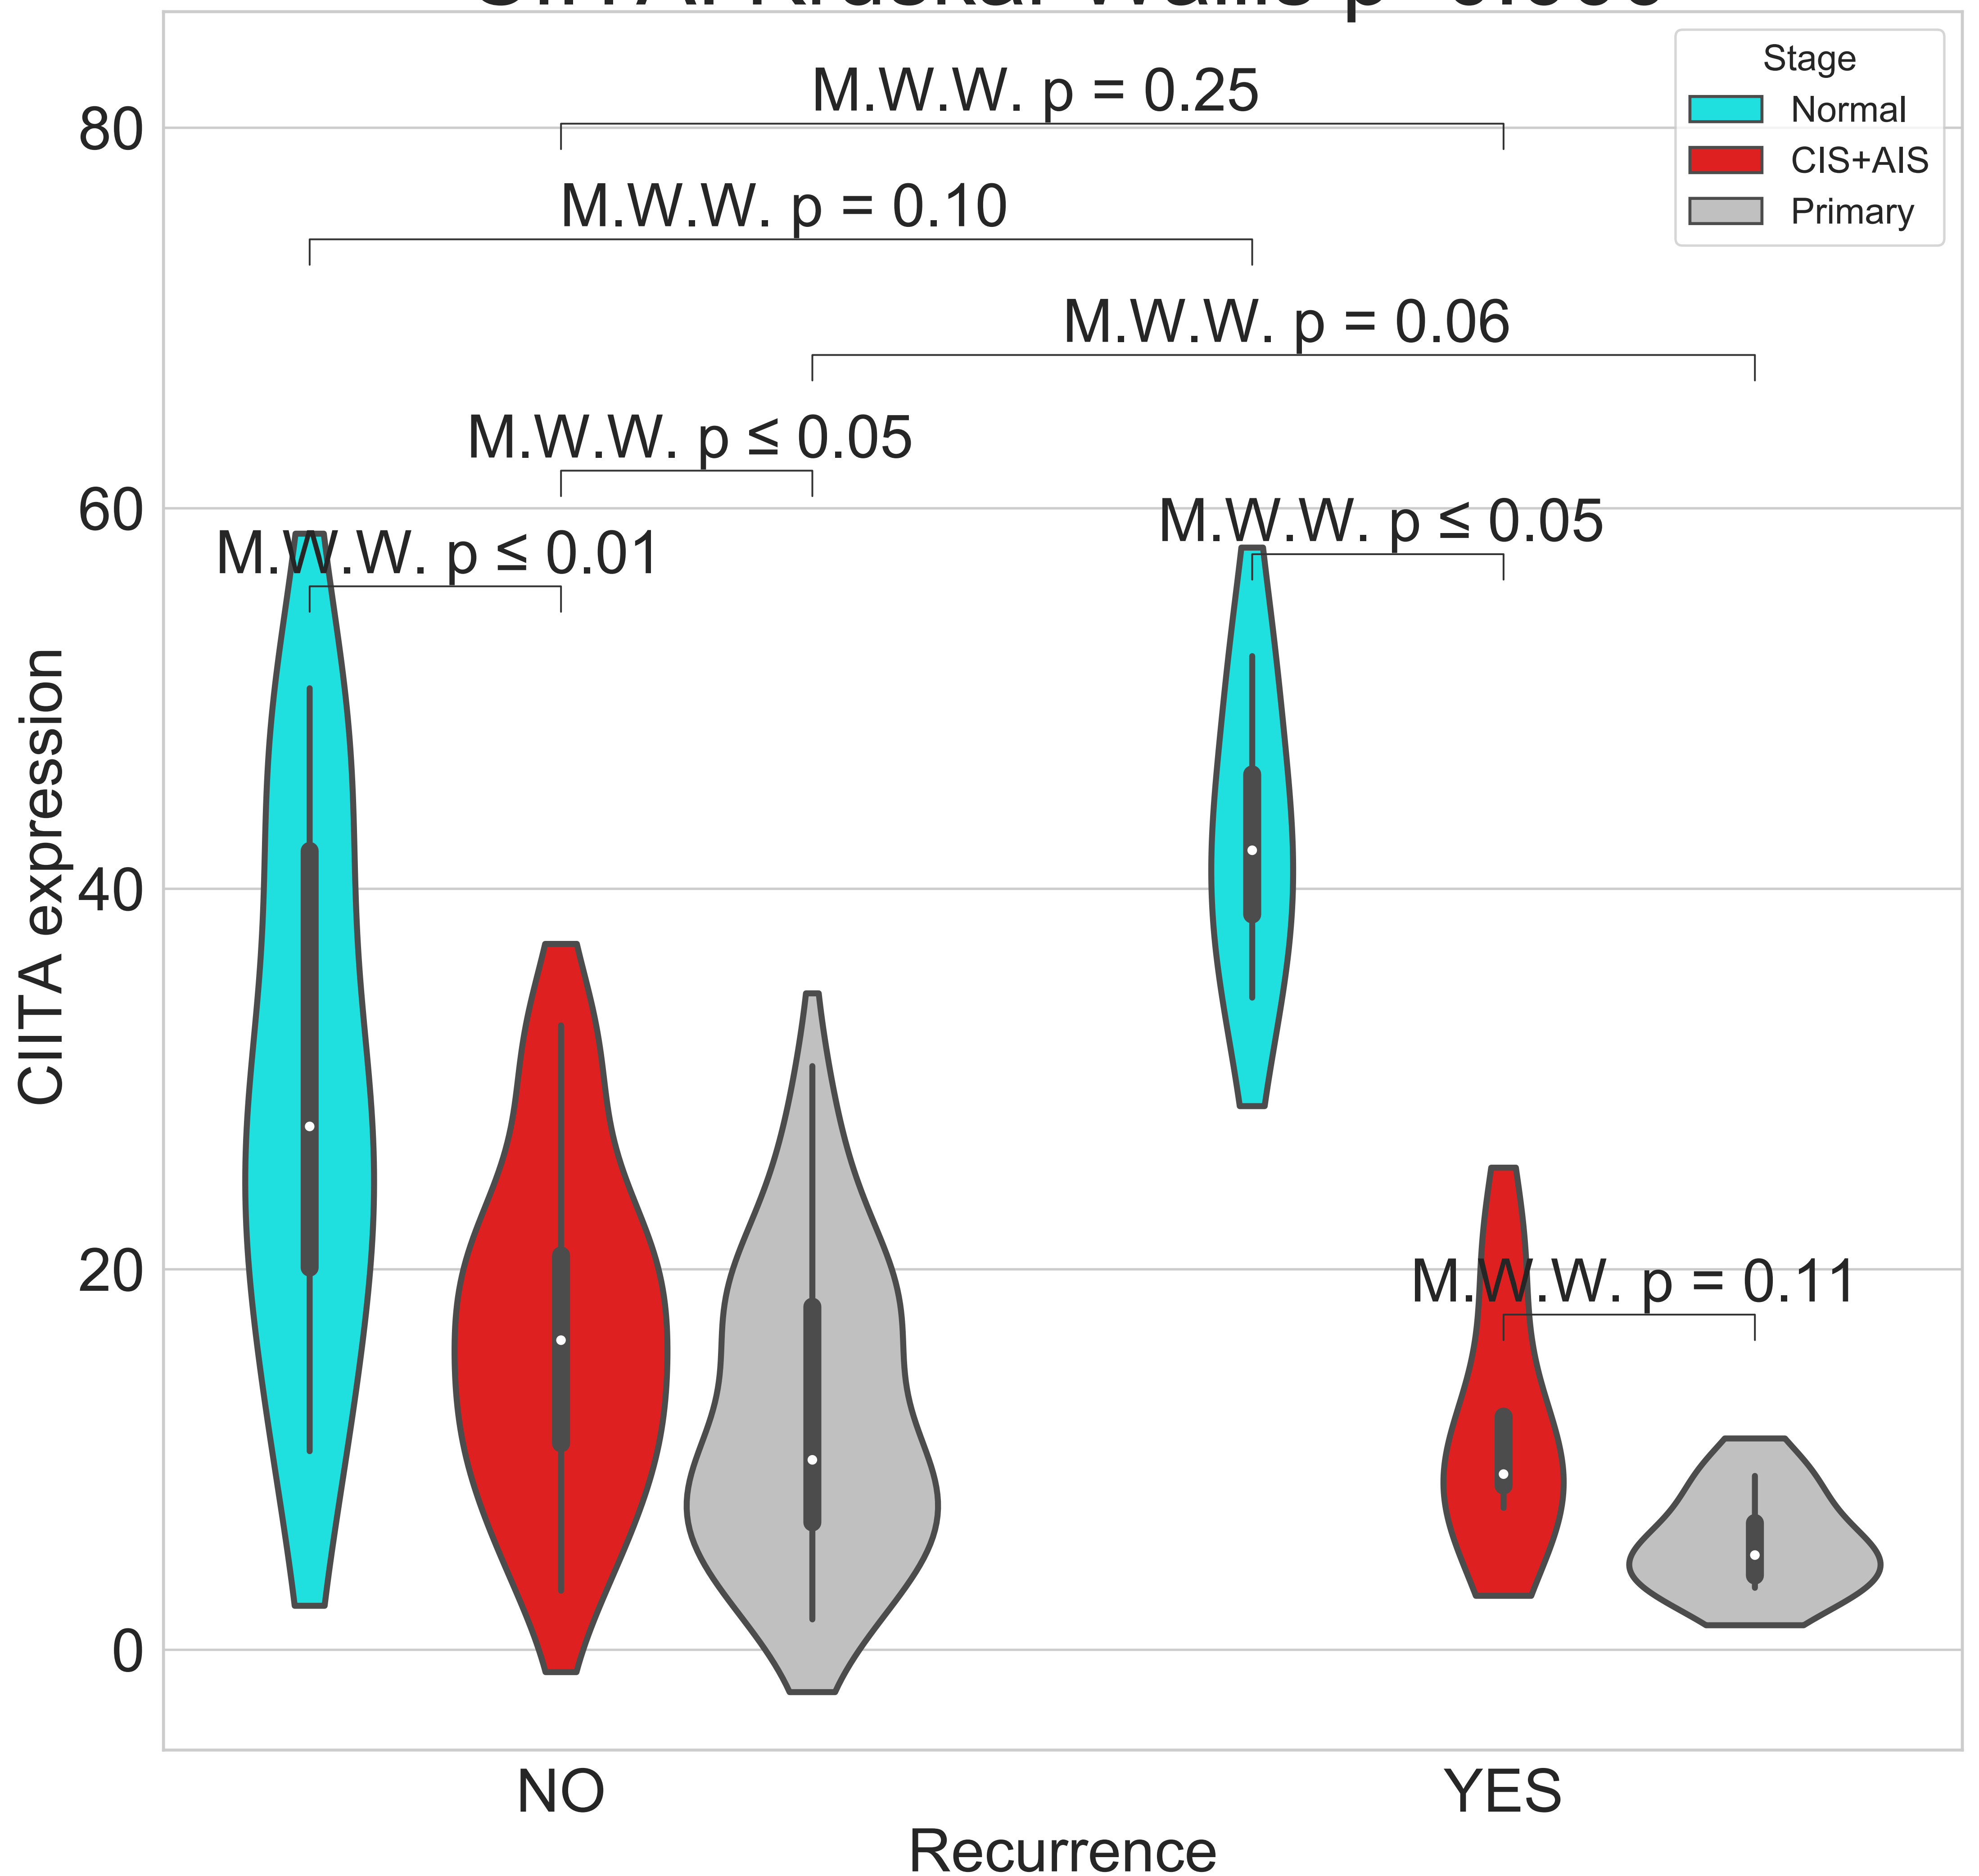 M.W.W. p = 0.25
M.W.W. p = 0.10
M.W.W. p = 0.06
M.W.W. p ≤ 0.05
M.W.W. p ≤ 0.05
M.W.W. p ≤ 0.01
M.W.W. p = 0.11
Stage
Normal
CIS+AIS
Primary
80
60
40
20
0
CIITA expression
NO
YES
Recurrence